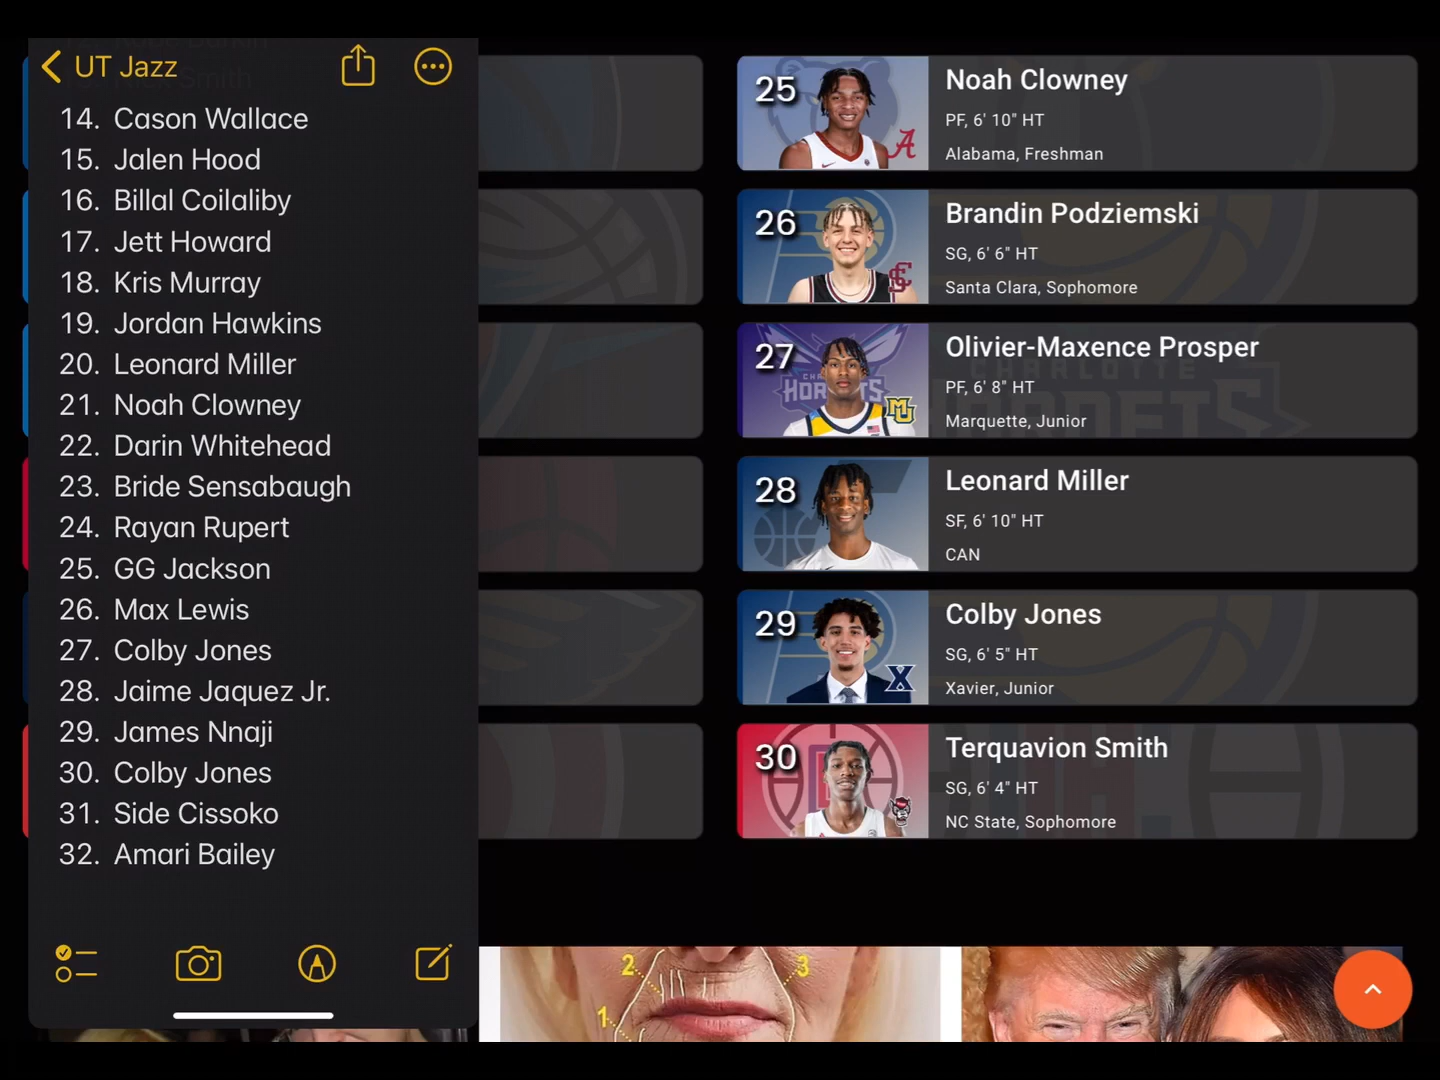 UT Jazz
14. Cason Wallace
15. Jalen Hood
16. Billal Coilaliby
17. Jett Howard
18. Kris Murray
19. Jordan Hawkins
20. Leonard Miller
21. Noah Clowney
22. Darin Whitehead
23. Bride Sensabaugh
24. Rayan Rupert
25. GG Jackson
26. Max Lewis
27. Colby Jones
28. Jaime Jaquez Jr.
29. James Nnaji
30. Colby Jones
31. Side Cissoko
32. Amari Bailey
25
Noah Clowney
PF, 6' 10" HT
Alabama, Freshman
26
Brandin Podziemski
SG, 6' 6" HT
Santa Clara, Sophomore
27
Olivier-Maxence Prosper
PF, 6' 8" HT
Marquette, Junior
28
Leonard Miller
SF, 6' 10" HT
CAN
29
Colby Jones
SG, 6' 5" HT
Xavier, Junior
30
Terquavion Smith
SG, 6' 4" HT
NC State, Sophomore
2
3
1